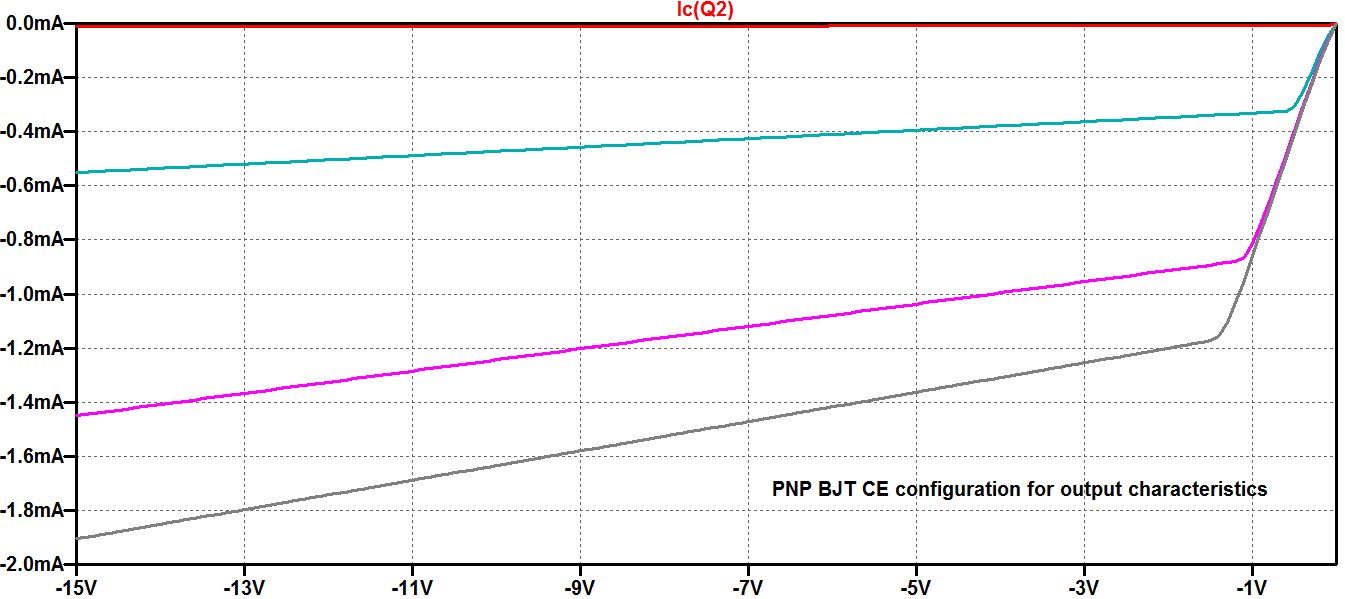 Ic(Q2)
0.0mA
-0.2mA
-0.4mA
-0.6mA
-0.8mA
-1.0mA
-1.2mA
-1.4mA
-1.6mA
PNP BJT CE configuration for output characteristics
-1.8mA
-2.0mA
-15V -13V -11V -9V -7V -5V -3V -1V